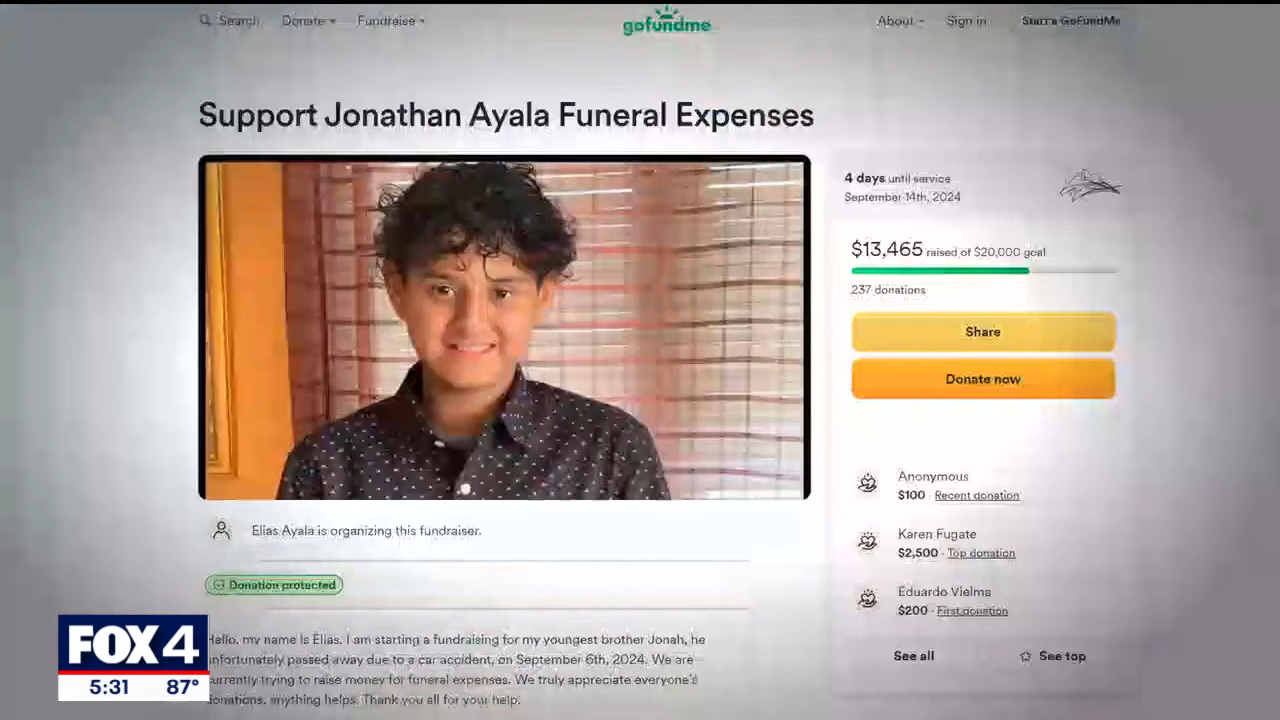 Search Donate Fundraise gofundme About Sign in Start a GoFundMe
Support Jonathan Ayala Funeral Expenses
4 days until service
September 14th, 2024
$13,465 raised of $20,000 goal
237 donations
Share
Donate now
Anonymous
$100 · Recent donation
Karen Fugate
$2,500 · Top donation
Eduardo Vielma
$200 · First donation
See all See top
Elias Ayala is organizing this fundraiser.
Donation protected
Hello, my name is Elias. I am starting a fundraising for my youngest brother Jonah, he
unfortunately passed away due to a car accident, on September 6th, 2024. We are
currently trying to raise money for funeral expenses. We truly appreciate everyone's
donations, anything helps. Thank you all for your help.
FOX 4
5:31 87°